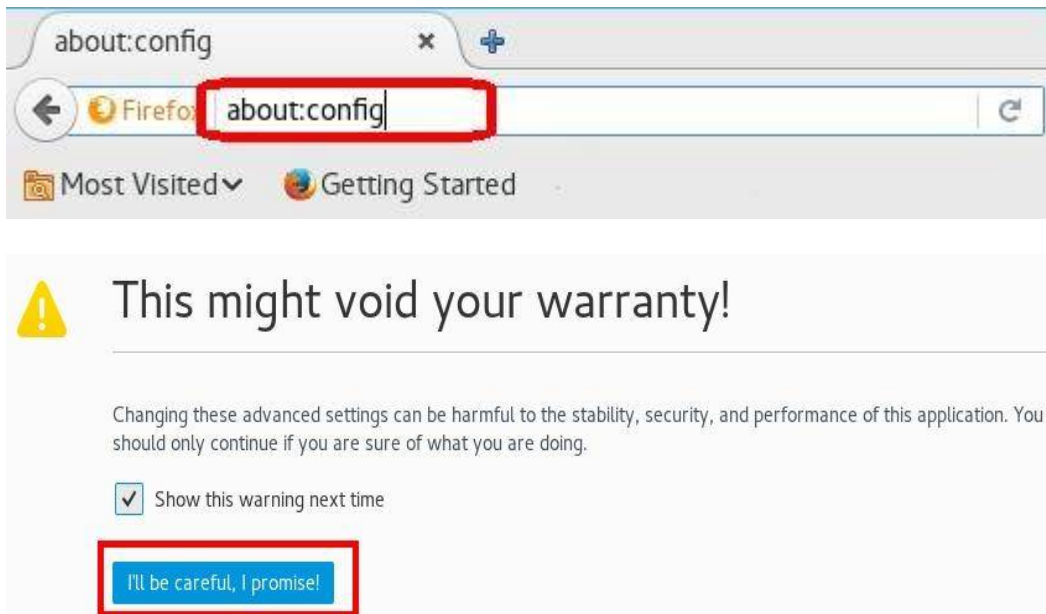 about:config
Firefox about:config
Most Visited Getting Started
This might void your warranty!
Changing these advanced settings can be harmful to the stability, security, and performance of this application. You
should only continue if you are sure of what you are doing.
Show this warning next time
I'll be careful, I promise!